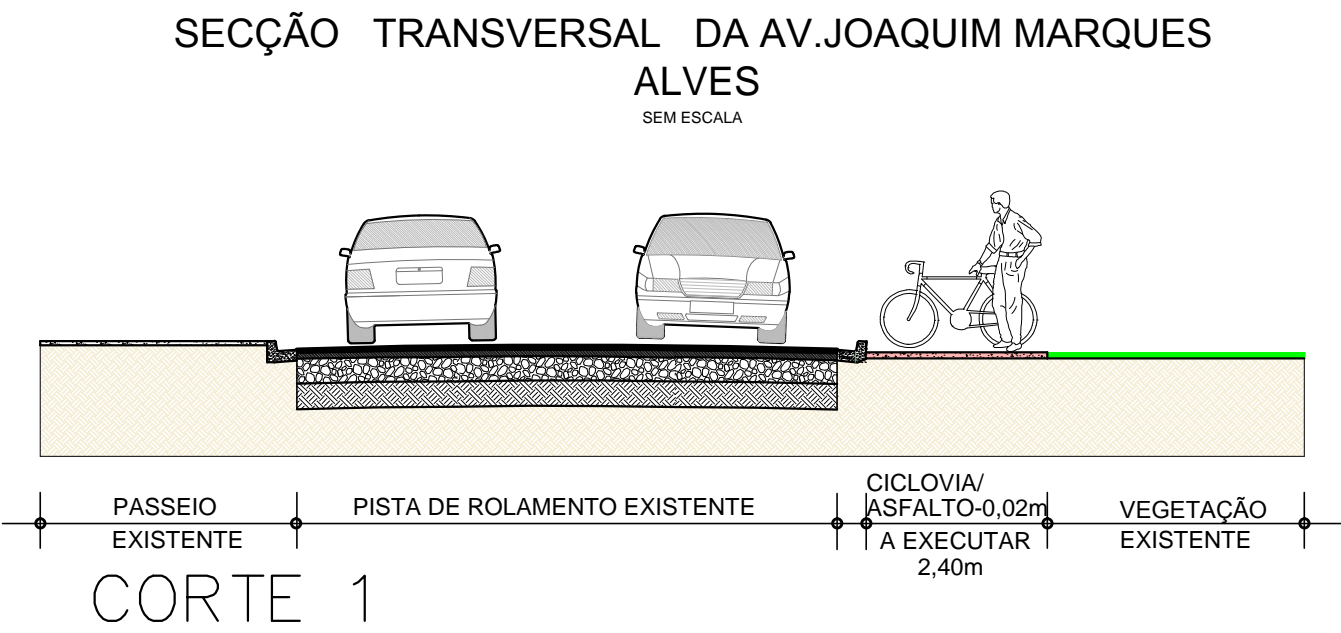 SECÇÃO TRANSVERSAL DA AV.JOAQUIM MARQUES
ALVES
SEM ESCALA
PASSEIO
EXISTENTE
PISTA DE ROLAMENTO EXISTENTE
CICLOVIA/
ASFALTO-0,02m
A EXECUTAR
2,40m
VEGETAÇÃO
EXISTENTE
CORTE 1